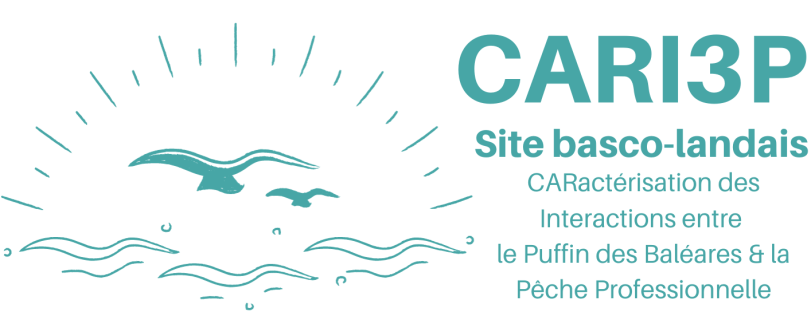 CARI3P
Site basco-landais
CARactérisation des
Interactions entre
le Puffin des Baléares & la
Pêche Professionnelle